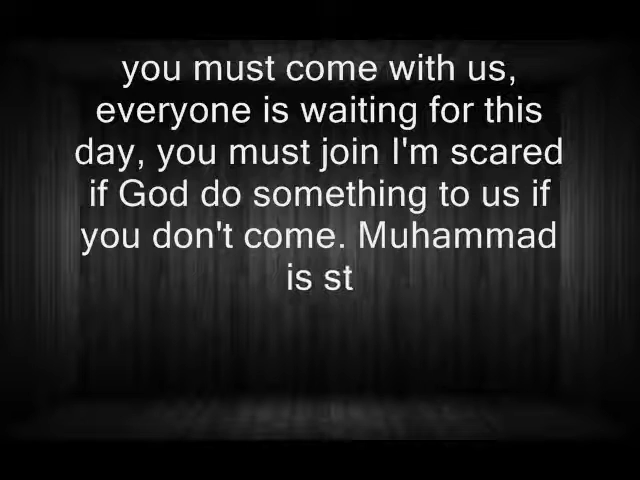 you must come with us,
everyone is waiting for this
day, you must join I'm scared
if God do something to us if
you don't come. Muhammad
is st